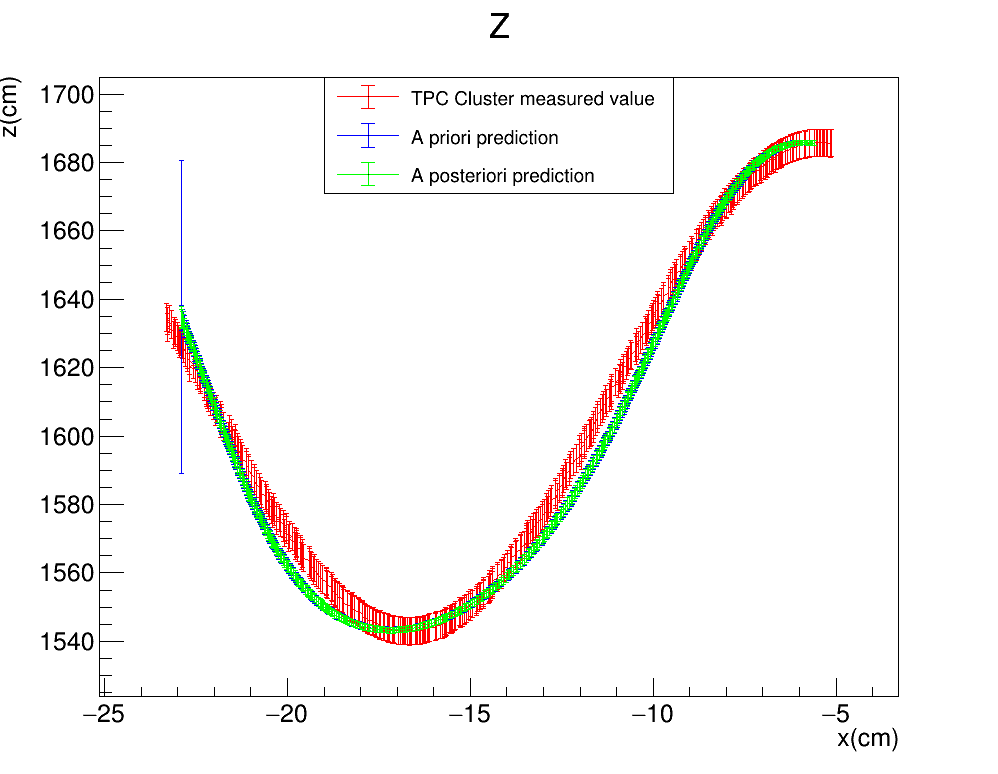 Z
z(cm)
TPC Cluster measured value
A priori prediction
A posteriori prediction
1700
1680
1660
1640
1620
1600
1580
1560
1540
−25 −20 −15 −10 −5
x(cm)